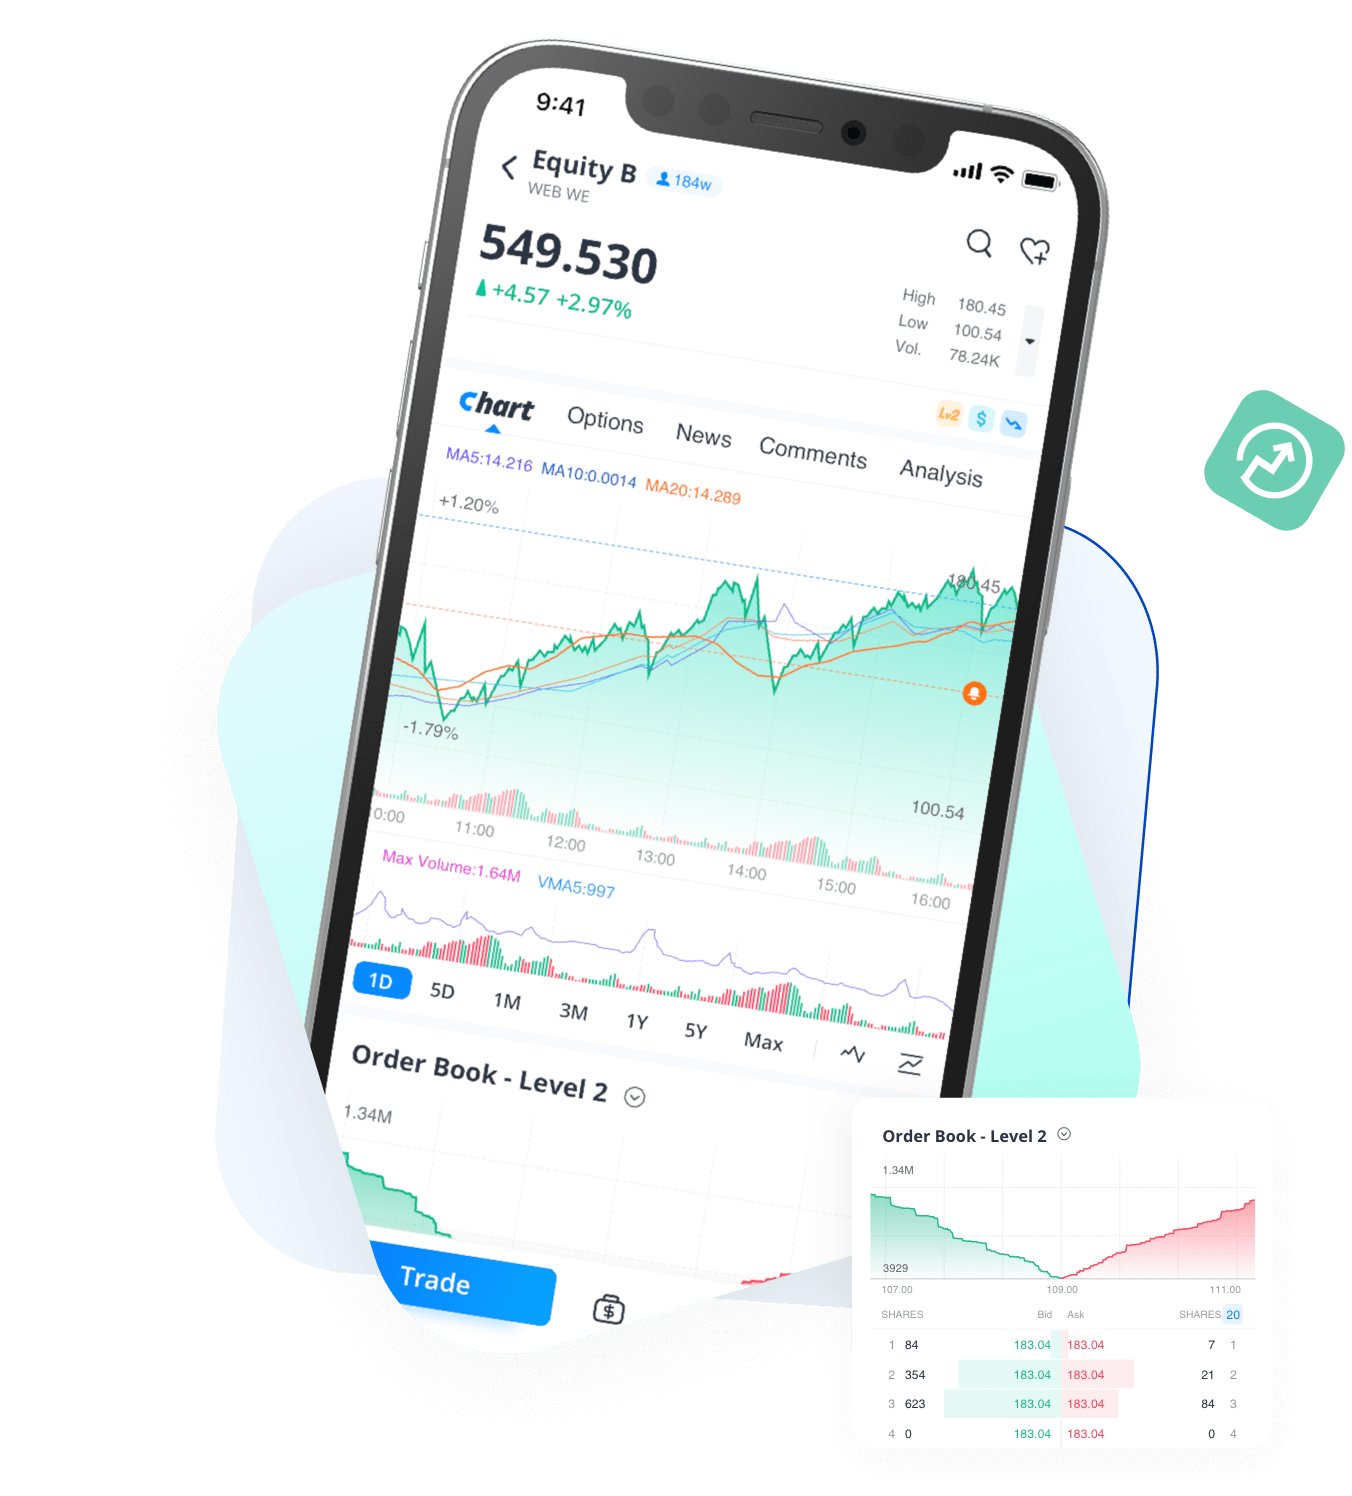 9:41
Equity B 184w
WEB WE
549.530
+4.57 +2.97%
High 180.45
Low 100.54
Vol. 78.24K
Lv2 $
Chart Options News Comments Analysis
MA5:14.216 MA10:0.0014 MA20:14.289
+1.20%
180.45
-1.79%
100.54
0:00 11:00 12:00 13:00 14:00 15:00 16:00
Max Volume:1.64M VMA5:997
1D 5D 1M 3M 1Y 5Y Max
Order Book - Level 2
1.34M
Trade
$
Order Book - Level 2
1.34M
3929
107.00 109.00 111.00
SHARES Bid Ask SHARES 20
1 84 183.04 183.04 7 1
2 354 183.04 183.04 21 2
3 623 183.04 183.04 84 3
4 0 183.04 183.04 0 4